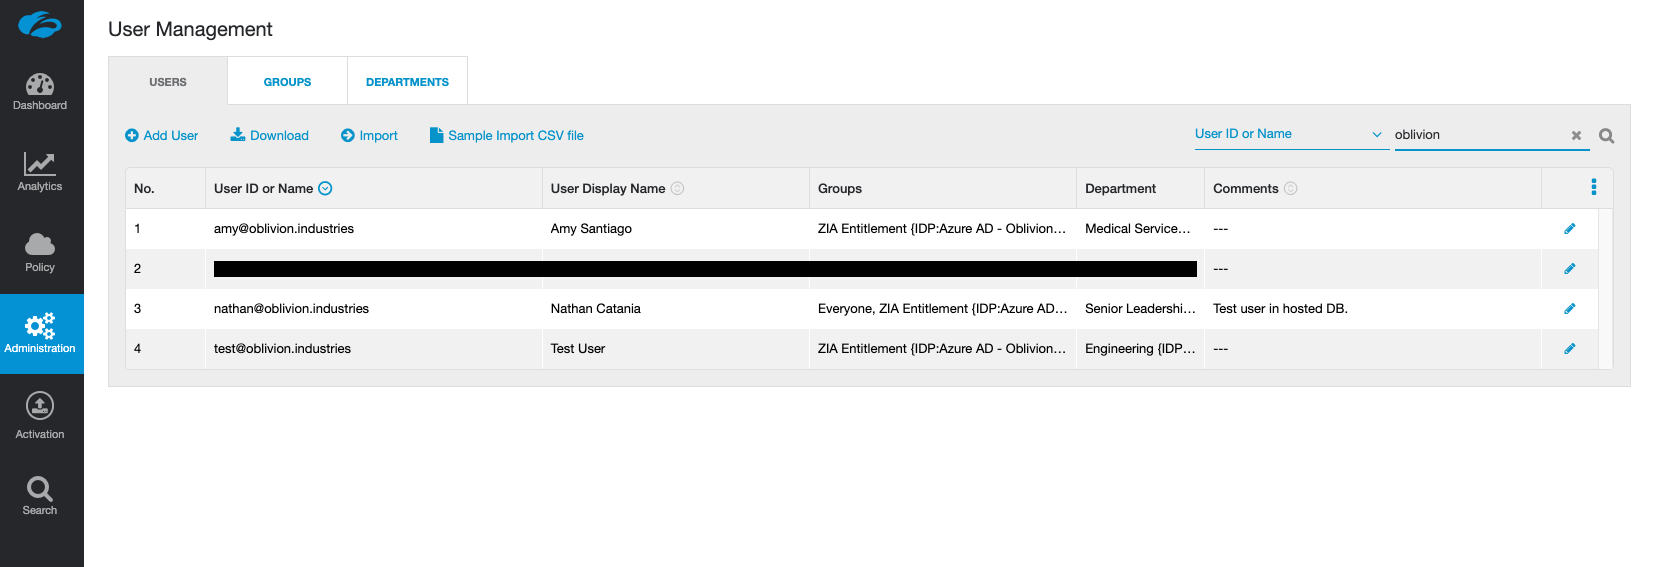 User Management
Dashboard
Analytics
Policy
Administration
Activation
Search
USERS GROUPS DEPARTMENTS
Add User Download Import Sample Import CSV file User ID or Name oblivion
No. User ID or Name User Display Name Groups Department Comments
1 amy@oblivion.industries Amy Santiago ZIA Entitlement {IDP:Azure AD - Oblivion... Medical Service... ---
2 ---
3 nathan@oblivion.industries Nathan Catania Everyone, ZIA Entitlement {IDP:Azure AD... Senior Leadershi... Test user in hosted DB.
4 test@oblivion.industries Test User ZIA Entitlement {IDP:Azure AD - Oblivion... Engineering {IDP... ---